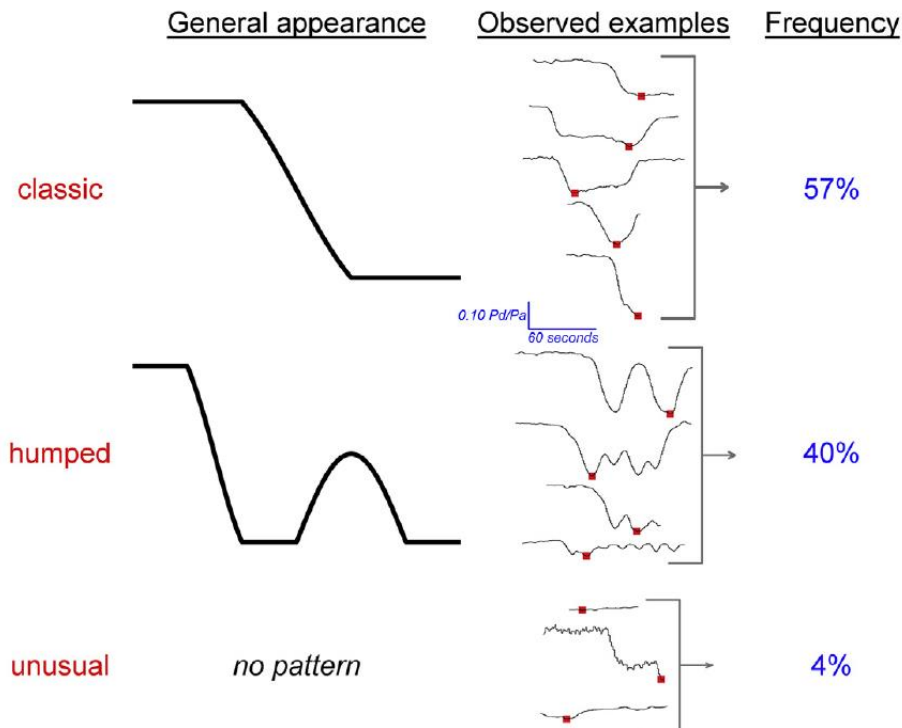 General appearance
Observed examples
Frequency
classic
57%
0.10 Pd/Pa
60 seconds
humped
40%
unusual
no pattern
4%